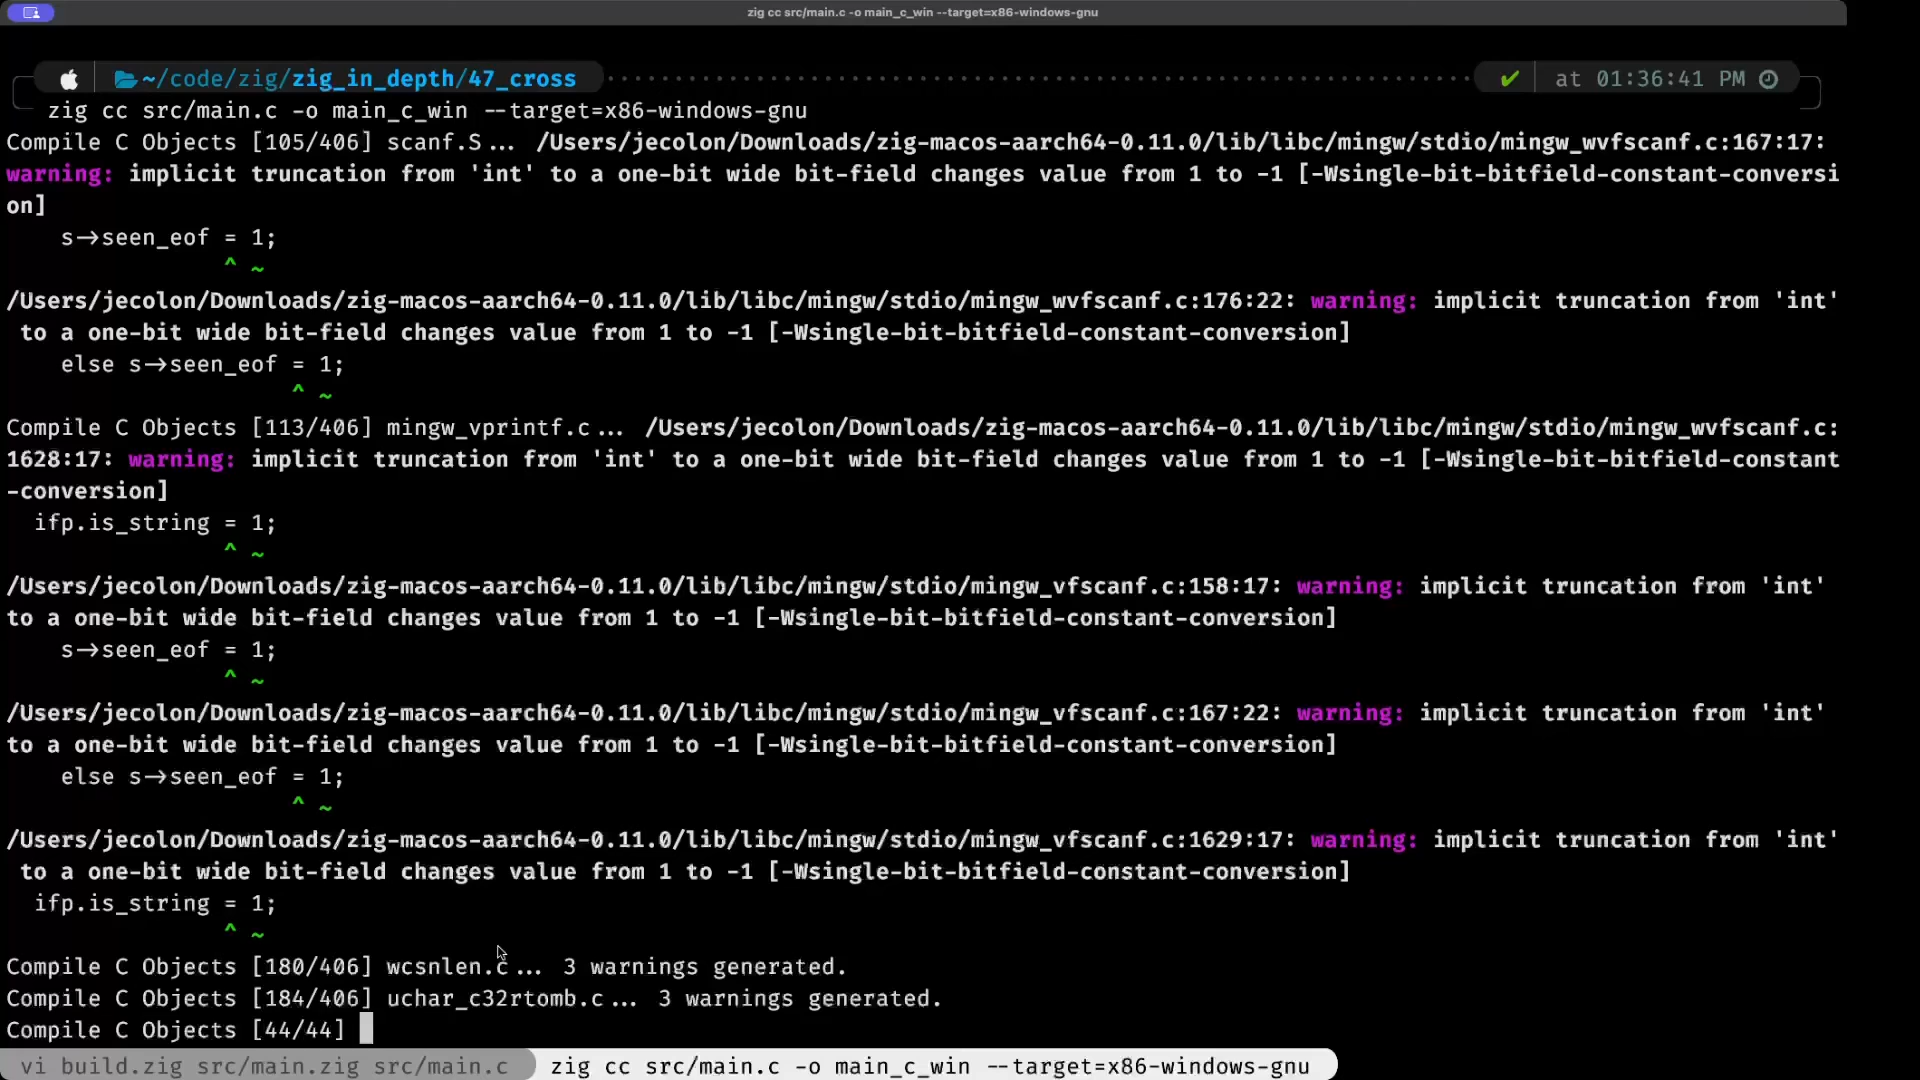 zig cc src/main.c -o main_c_win --target=x86-windows-gnu
~/code/zig/zig_in_depth/47_cross ✔ at 01:36:41 PM
zig cc src/main.c -o main_c_win --target=x86-windows-gnu
Compile C Objects [105/406] scanf.S... /Users/jecolon/Downloads/zig-macos-aarch64-0.11.0/lib/libc/mingw/stdio/mingw_wvfscanf.c:167:17:
warning: implicit truncation from 'int' to a one-bit wide bit-field changes value from 1 to -1 [-Wsingle-bit-bitfield-constant-conversi
on]
s->seen_eof = 1;
^ ~
/Users/jecolon/Downloads/zig-macos-aarch64-0.11.0/lib/libc/mingw/stdio/mingw_wvfscanf.c:176:22: warning: implicit truncation from 'int'
to a one-bit wide bit-field changes value from 1 to -1 [-Wsingle-bit-bitfield-constant-conversion]
else s->seen_eof = 1;
^ ~
Compile C Objects [113/406] mingw_vprintf.c... /Users/jecolon/Downloads/zig-macos-aarch64-0.11.0/lib/libc/mingw/stdio/mingw_wvfscanf.c:
1628:17: warning: implicit truncation from 'int' to a one-bit wide bit-field changes value from 1 to -1 [-Wsingle-bit-bitfield-constant
-conversion]
ifp.is_string = 1;
^ ~
/Users/jecolon/Downloads/zig-macos-aarch64-0.11.0/lib/libc/mingw/stdio/mingw_vfscanf.c:158:17: warning: implicit truncation from 'int'
to a one-bit wide bit-field changes value from 1 to -1 [-Wsingle-bit-bitfield-constant-conversion]
s->seen_eof = 1;
^ ~
/Users/jecolon/Downloads/zig-macos-aarch64-0.11.0/lib/libc/mingw/stdio/mingw_vfscanf.c:167:22: warning: implicit truncation from 'int'
to a one-bit wide bit-field changes value from 1 to -1 [-Wsingle-bit-bitfield-constant-conversion]
else s->seen_eof = 1;
^ ~
/Users/jecolon/Downloads/zig-macos-aarch64-0.11.0/lib/libc/mingw/stdio/mingw_vfscanf.c:1629:17: warning: implicit truncation from 'int'
to a one-bit wide bit-field changes value from 1 to -1 [-Wsingle-bit-bitfield-constant-conversion]
ifp.is_string = 1;
^ ~
Compile C Objects [180/406] wcsnlen.c... 3 warnings generated.
Compile C Objects [184/406] uchar_c32rtomb.c... 3 warnings generated.
Compile C Objects [44/44]
vi build.zig src/main.zig src/main.c zig cc src/main.c -o main_c_win --target=x86-windows-gnu